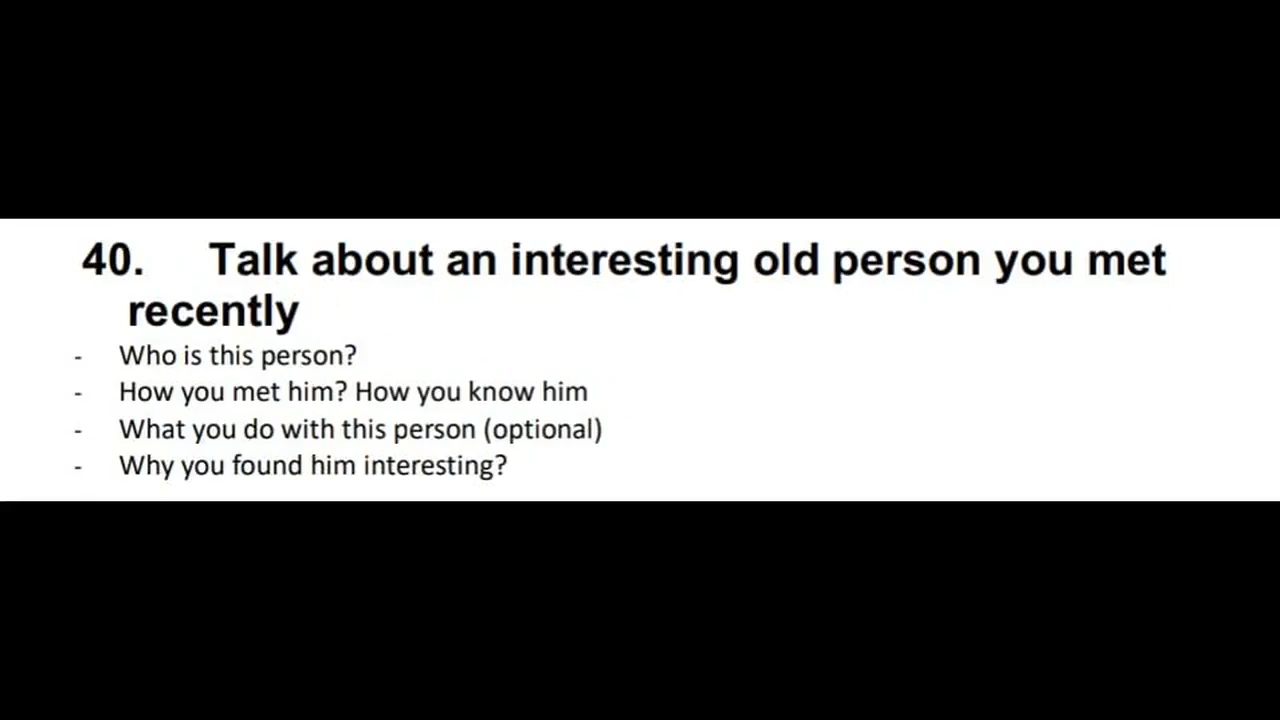 40. Talk about an interesting old person you met
recently
- Who is this person?
- How you met him? How you know him
- What you do with this person (optional)
- Why you found him interesting?